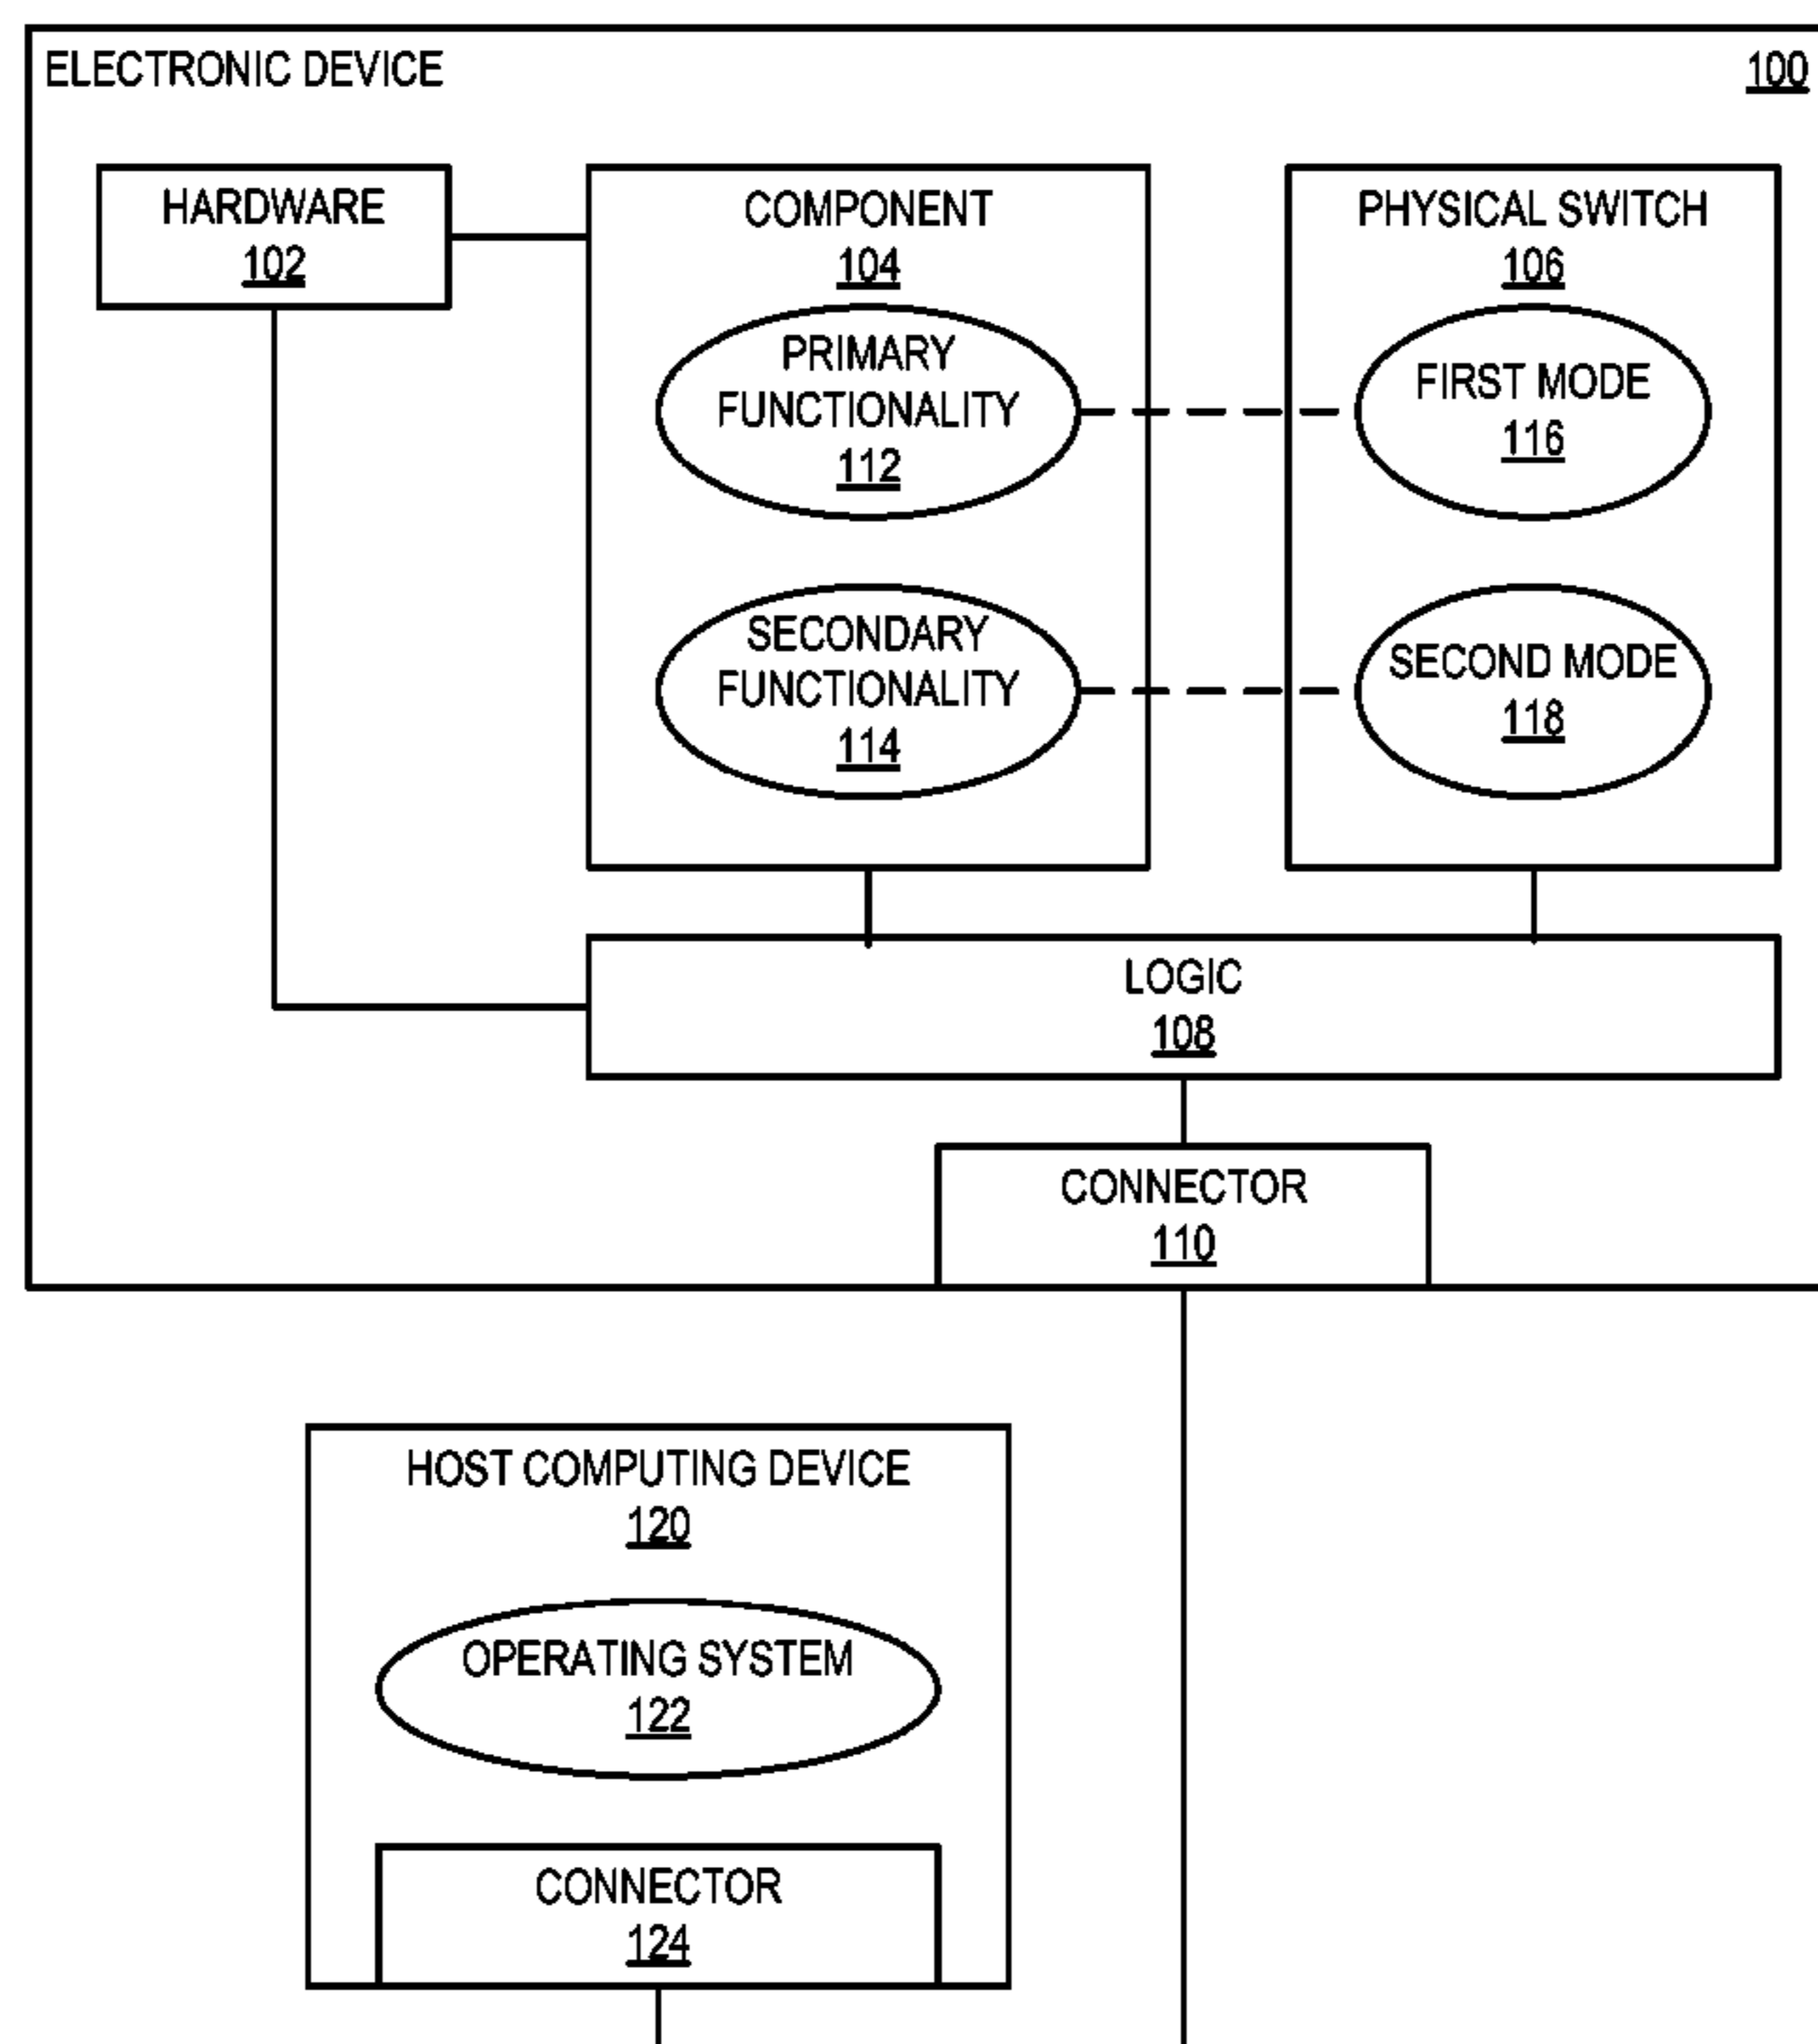 ELECTRONIC DEVICE
100
HARDWARE
102
COMPONENT
104
PRIMARY
FUNCTIONALITY
112
SECONDARY
FUNCTIONALITY
114
PHYSICAL SWITCH
106
FIRST MODE
116
SECOND MODE
118
LOGIC
108
CONNECTOR
110
HOST COMPUTING DEVICE
120
OPERATING SYSTEM
122
CONNECTOR
124